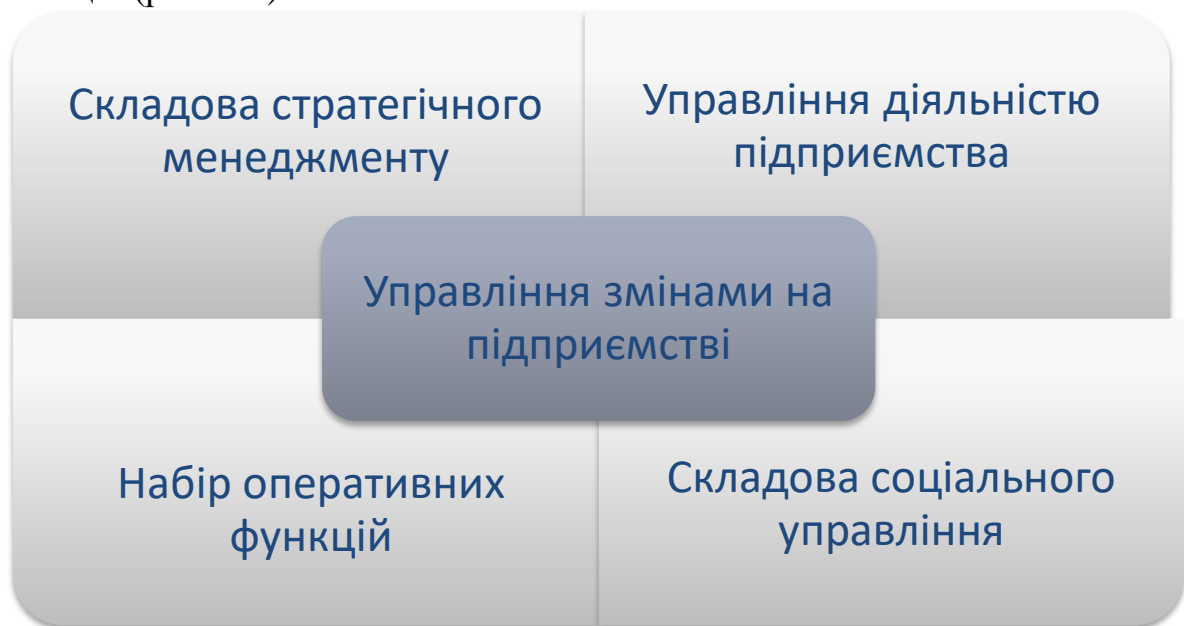 Складова стратегічного
менеджменту
Управління діяльністю
підприємства
Управління змінами на
підприємстві
Набір оперативних
функцій
Складова соціального
управління